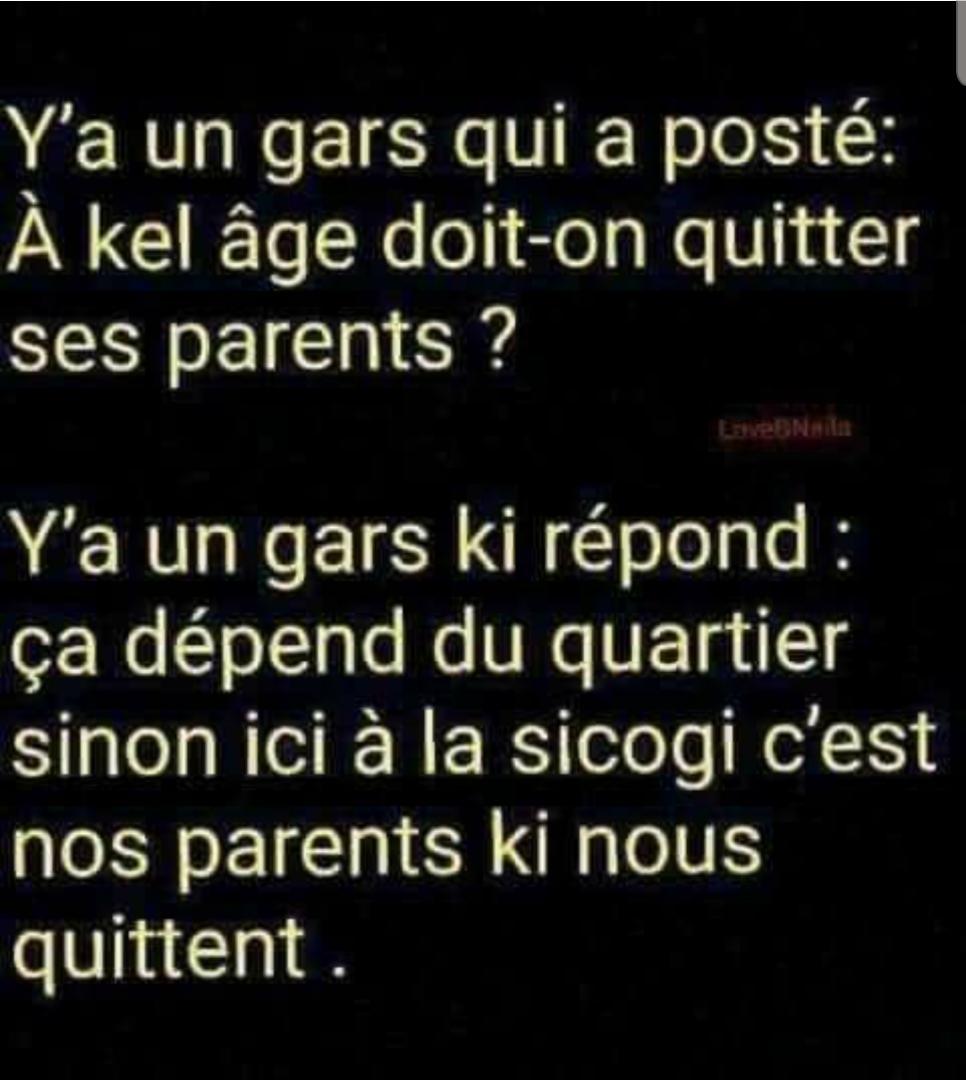 Y'a un gars qui a posté:
À kel âge doit-on quitter
ses parents ?
Y'a un gars ki répond :
ça dépend du quartier
sinon ici à la sicogi c'est
nos parents ki nous
quittent .